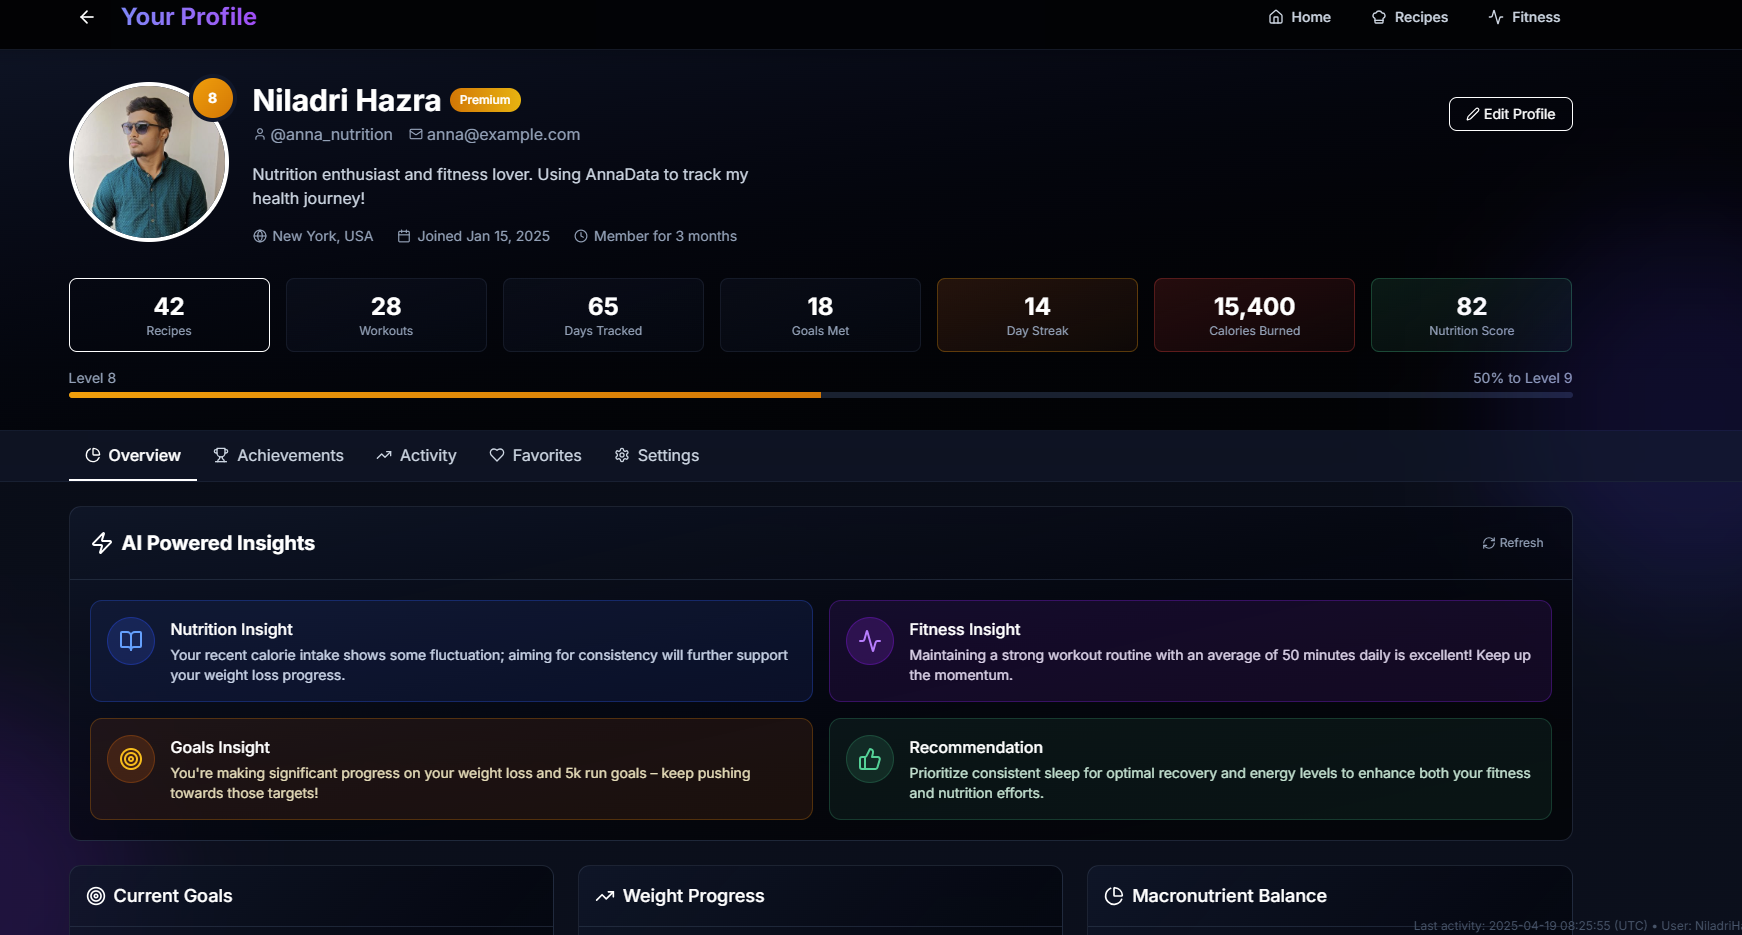 Your Profile
Home
Recipes
Fitness
8
Niladri Hazra
Premium
@anna_nutrition
anna@example.com
Edit Profile
Nutrition enthusiast and fitness lover. Using AnnaData to track my
health journey!
New York, USA
Joined Jan 15, 2025
Member for 3 months
42
Recipes
28
Workouts
65
Days Tracked
18
Goals Met
14
Day Streak
15,400
Calories Burned
82
Nutrition Score
Level 8
50% to Level 9
Overview
Achievements
Activity
Favorites
Settings
AI Powered Insights
Refresh
Nutrition Insight
Your recent calorie intake shows some fluctuation; aiming for consistency will further support
your weight loss progress.
Fitness Insight
Maintaining a strong workout routine with an average of 50 minutes daily is excellent! Keep up
the momentum.
Goals Insight
You're making significant progress on your weight loss and 5k run goals – keep pushing
towards those targets!
Recommendation
Prioritize consistent sleep for optimal recovery and energy levels to enhance both your fitness
and nutrition efforts.
Current Goals
Weight Progress
Macronutrient Balance
Last activity: 2025-04-19 08:25:55 (UTC) • User: NiladriH